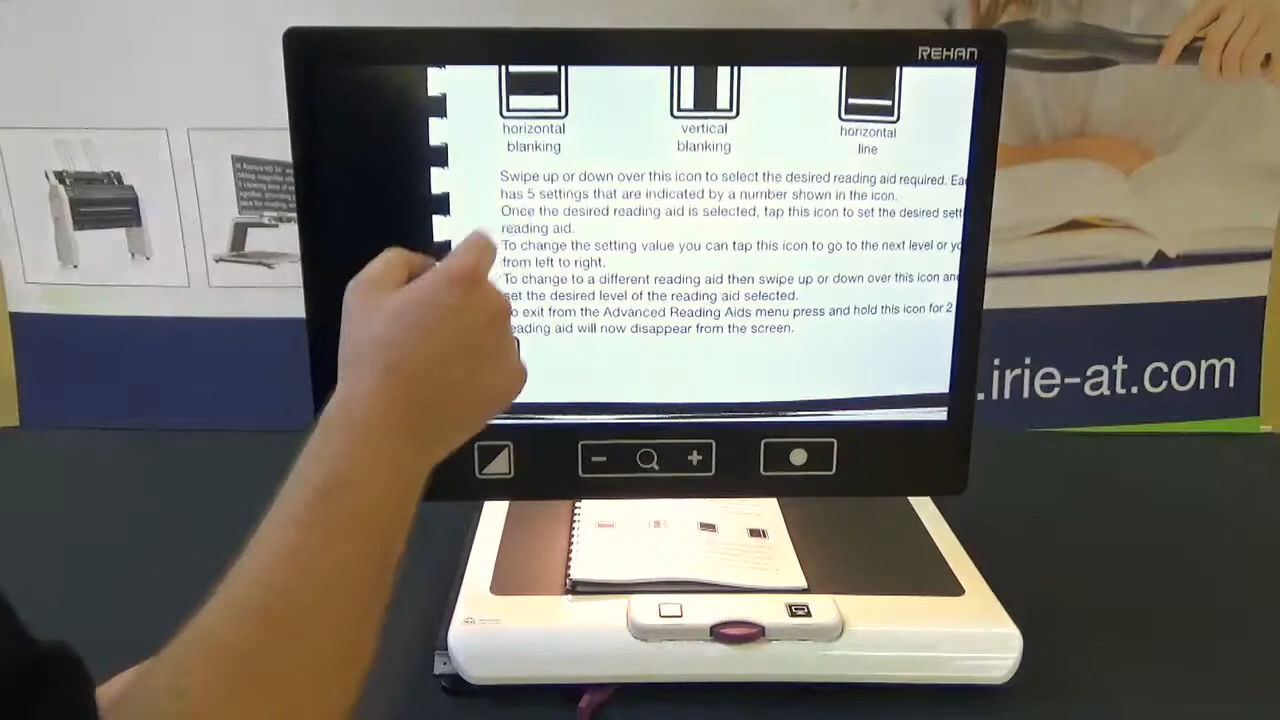 REHAN
horizontal
blanking
vertical
blanking
horizontal
line
Swipe up or down over this icon to select the desired reading aid required. Ea
has 5 settings that are indicated by a number shown in the icon.
Once the desired reading aid is selected, tap this icon to set the desired sett
reading aid.
To change the setting value you can tap this icon to go to the next level or yo
from left to right.
To change to a different reading aid then swipe up or down over this icon and
set the desired level of the reading aid selected.
o exit from the Advanced Reading Aids menu press and hold this icon for 2
eading aid will now disappear from the screen.
.irie-at.com